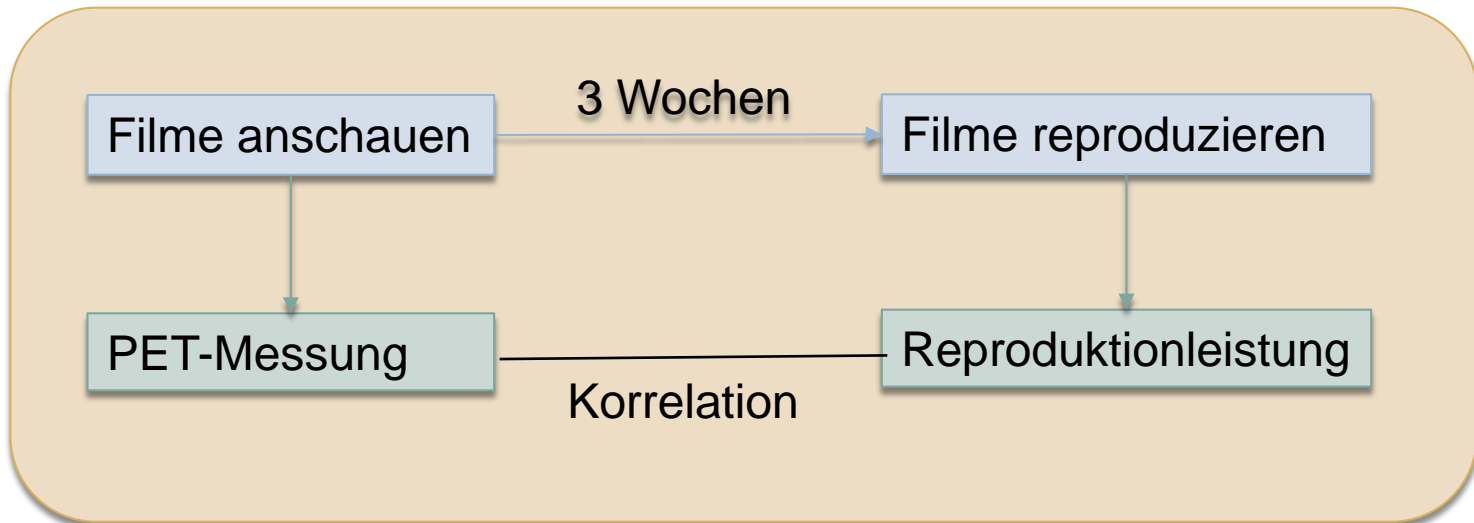 3 Wochen
Filme anschauen
Filme reproduzieren
PET-Messung
Reproduktionleistung
Korrelation